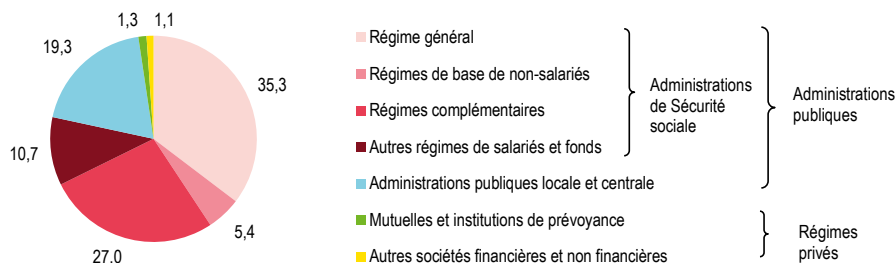 1,3
1,1
19,3
35,3
10,7
5,4
27,0
Régime général
Régimes de base de non-salariés
Régimes complémentaires
Autres régimes de salariés et fonds
Administrations publiques locale et centrale
Mutuelles et institutions de prévoyance
Autres sociétés financières et non financières
Administrations
de Sécurité
sociale
Administrations
publiques
Régimes
privés